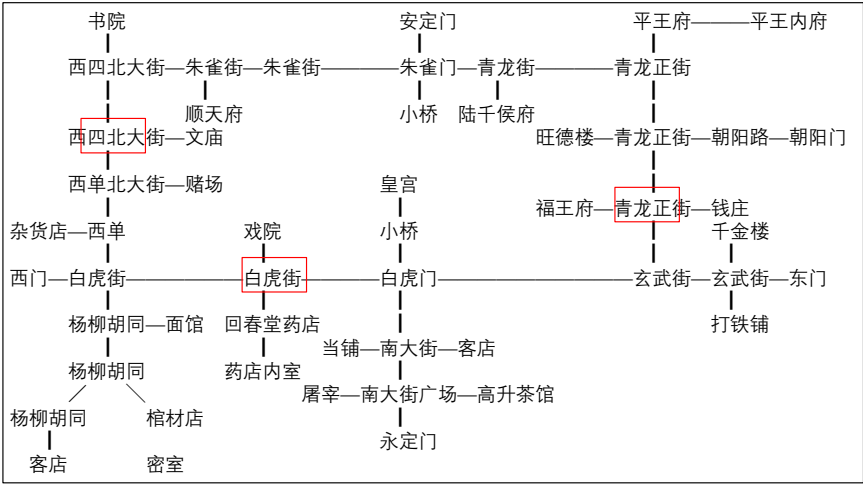 书院 安定门 平王府———平王内府
西四北大街—朱雀街—朱雀街————朱雀门—青龙街————青龙正街
顺天府 小桥 陆千侯府
西四北大街—文庙 旺德楼—青龙正街—朝阳路—朝阳门
西单北大街—赌场 皇宫
福王府—青龙正街—钱庄
杂货店—西单 戏院 小桥 千金楼
西门—白虎街——————白虎街————白虎门——————————玄武街—玄武街—东门
杨柳胡同—面馆 回春堂药店 打铁铺
当铺—南大街—客店
杨柳胡同 药店内室
屠宰—南大街广场—高升茶馆
杨柳胡同 棺材店
永定门
客店 密室